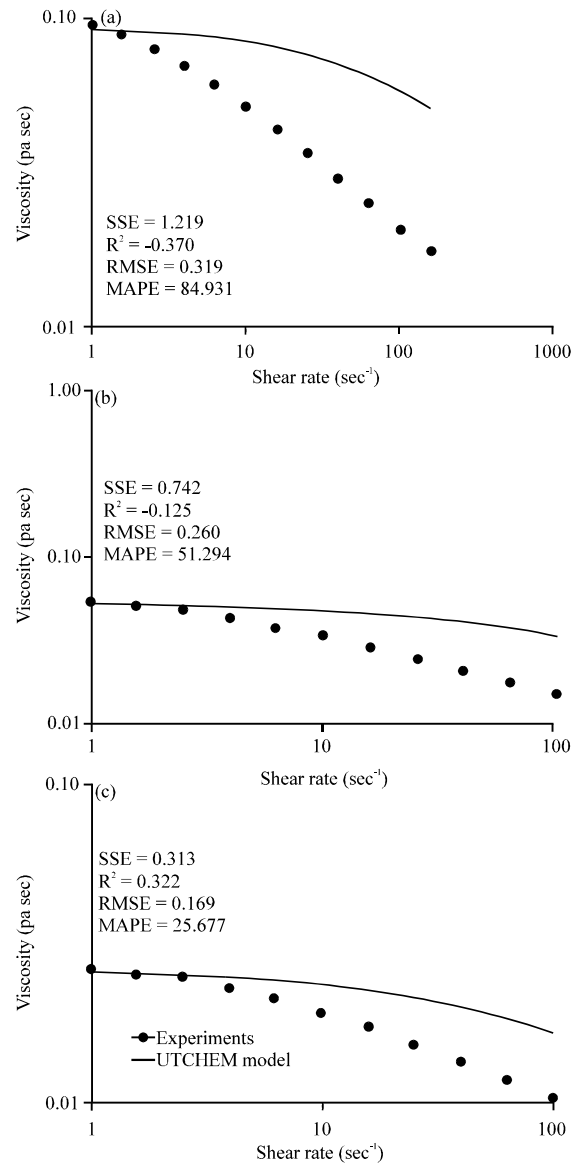 (a)
0.10
Viscosity (pa sec)
SSE = 1.219
R² = -0.370
RMSE = 0.319
MAPE = 84.931
0.01
1 10 100 1000
Shear rate (sec⁻¹)
(b)
1.00
Viscosity (pa sec)
SSE = 0.742
R² = -0.125
RMSE = 0.260
MAPE = 51.294
0.10
0.01
1 10 100
Shear rate (sec⁻¹)
(c)
0.10
Viscosity (pa sec)
SSE = 0.313
R² = 0.322
RMSE = 0.169
MAPE = 25.677
Experiments
UTCHEM model
0.01
1 10 100
Shear rate (sec⁻¹)